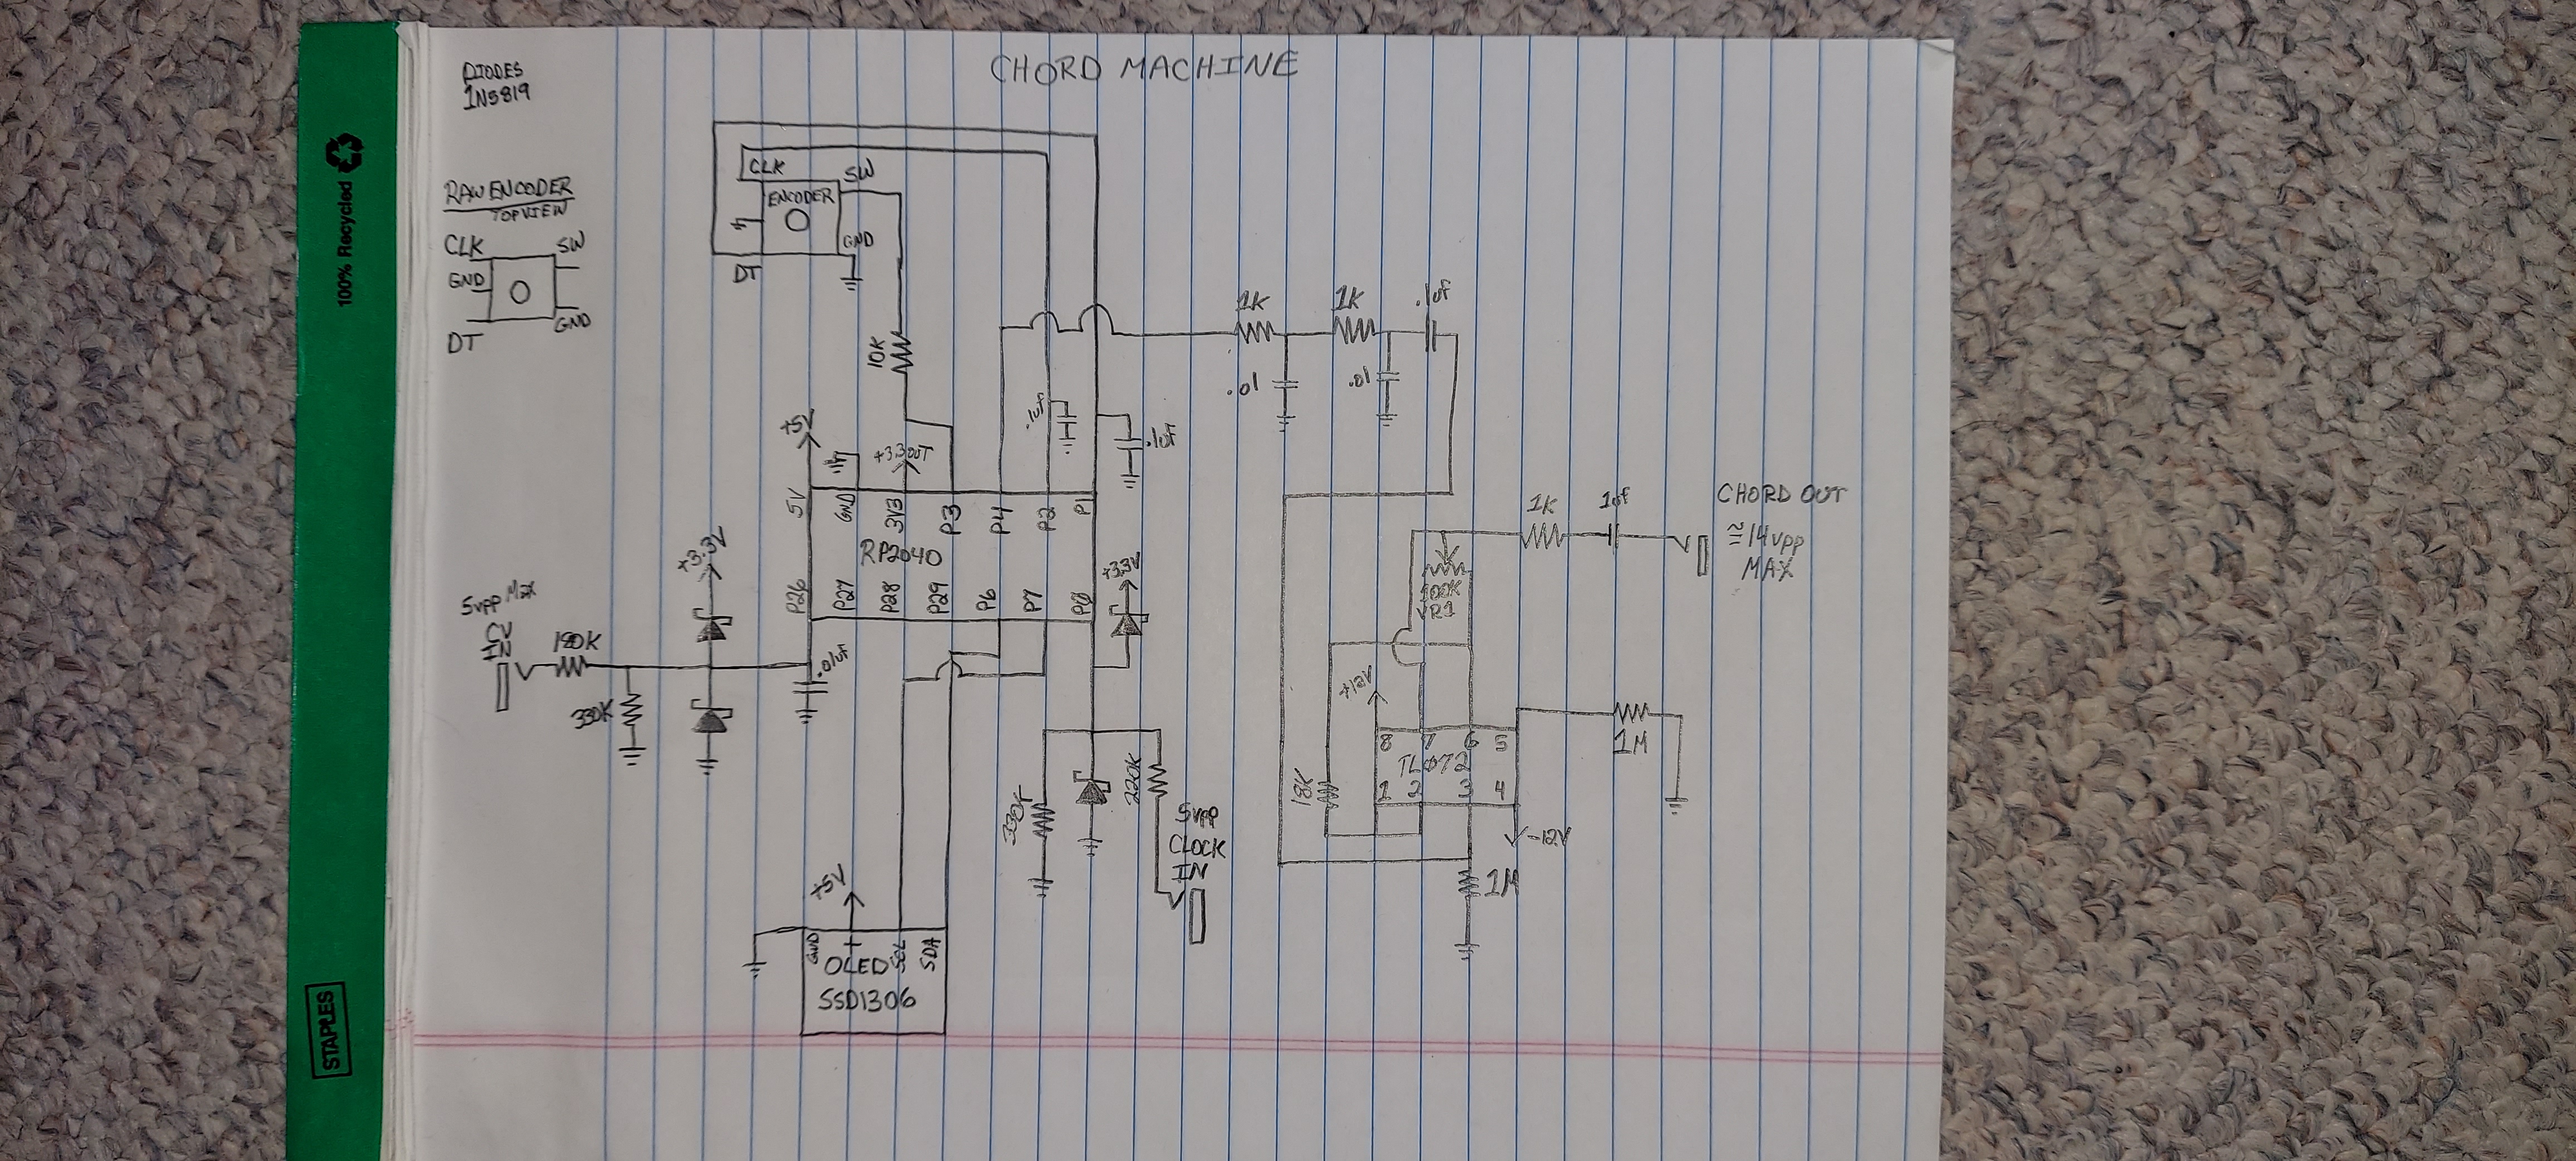 STAPLES
100% Recycled
CHORD MACHINE
DIODES
1N5819
RAW ENCODER
TOP VIEW
CLK
GND
DT
SW
GND
5VPP MAX
CV
IN
330K
+3.3V
.01uF
CLK
DT
ENCODER
SW
GND
10K
+5V
+3.3OUT
P26
P27
P28
P29
P6
P7
P0
RP2040
5V
GND
3V3
P3
P4
P2
P1
GND
+
SCL
SDA
OLED
SSD1306
+5V
330K
220K
5VPP
CLOCK
IN
+3.3V
.1uF
.1uF
1K
.01
1K
.01
.1uF
18K
+12V
1
2
3
4
TL072
8
7
6
5
100K
VR1
1M
-12V
1M
1K
1uF
CHORD OUT
≅14VPP
MAX